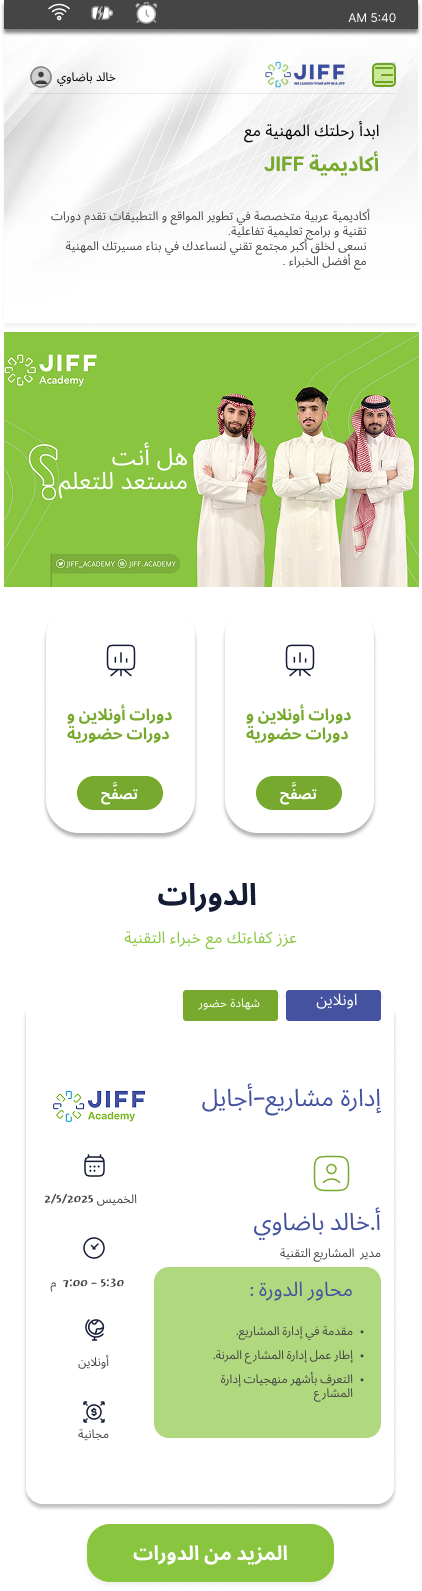 5:40 AM
JIFF
WE LAUNCH YOUR APP IN A JIFF
خالد باضاوي
ابدأ رحلتك المهنية مع
أكاديمية JIFF
أكاديمية عربية متخصصة في تطوير المواقع و التطبيقات تقدم دورات
تقنية و برامج تعليمية تفاعلية.
نسعى لخلق أكبر مجتمع تقني لنساعدك في بناء مسيرتك المهنية
مع أفضل الخبراء .
JIFF
Academy
هل أنت
مستعد للتعلم؟
JIFF_ACADEMY JIFF.ACADEMY
دورات أونلاين و
دورات حضورية
تصفَّح
دورات أونلاين و
دورات حضورية
تصفَّح
الدورات
عزز كفاءتك مع خبراء التقنية
اونلاين
شهادة حضور
إدارة مشاريع-أجايل
JIFF
Academy
أ.خالد باضاوي
مدير المشاريع التقنية
محاور الدورة :
• مقدمة في إدارة المشاريع.
• إطار عمل إدارة المشارع المرنة.
• التعرف بأشهر منهجيات إدارة
المشارع
الخميس 2/5/2025
5:30 - 7:00 م
أونلاين
مجانية
المزيد من الدورات